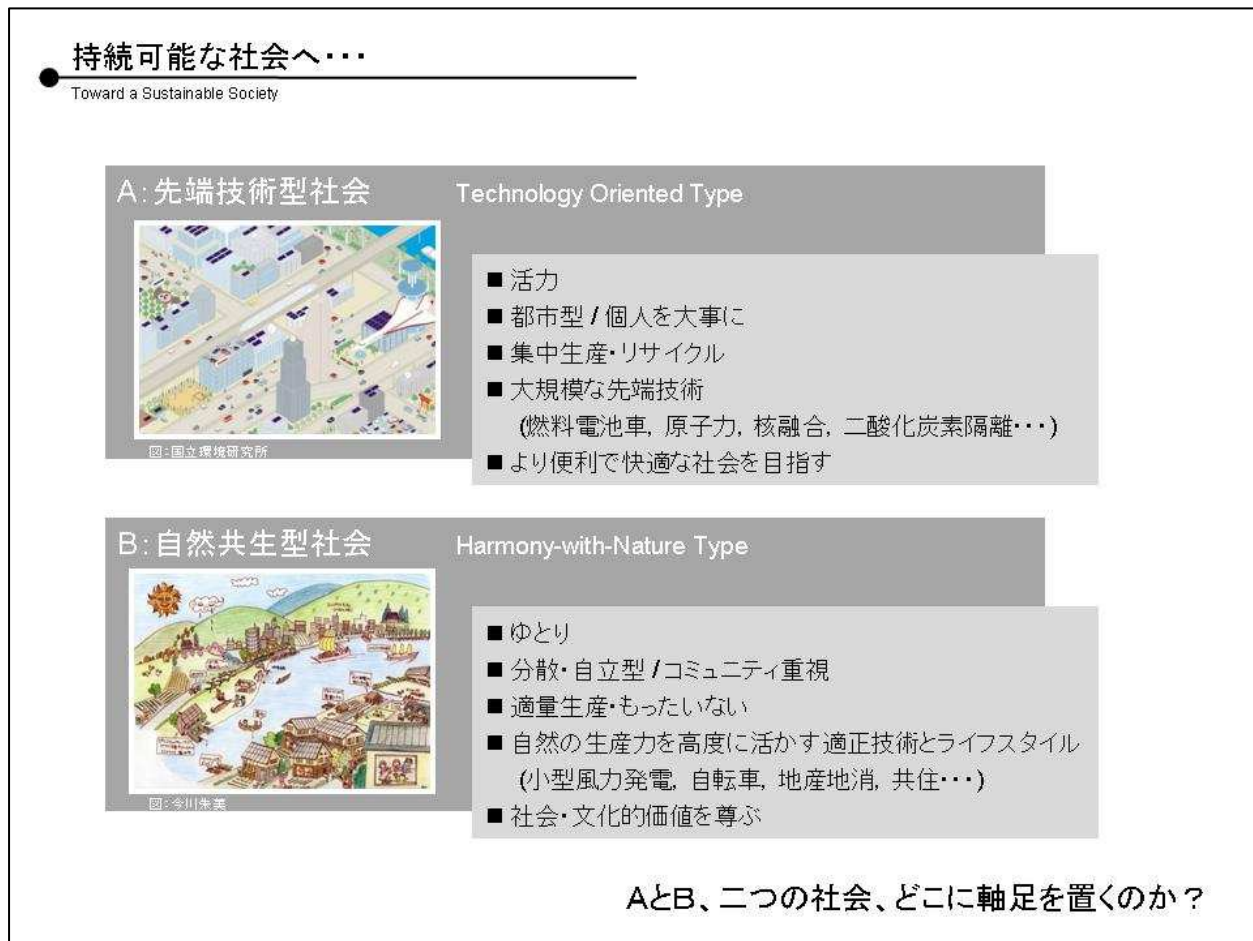 持続可能な社会へ・・・
Toward a Sustainable Society
A:先端技術型社会 Technology Oriented Type
図:国立環境研究所
■活力
■都市型 / 個人を大事に
■集中生産・リサイクル
■大規模な先端技術
(燃料電池車, 原子力, 核融合, 二酸化炭素隔離・・・)
■より便利で快適な社会を目指す
B:自然共生型社会 Harmony-with-Nature Type
図:今川朱美
■ゆとり
■分散・自立型 / コミュニティ重視
■適量生産・もったいない
■自然の生産力を高度に活かす適正技術とライフスタイル
(小型風力発電, 自転車, 地産地消, 共住・・・)
■社会・文化的価値を尊ぶ
AとB、二つの社会、どこに軸足を置くのか？